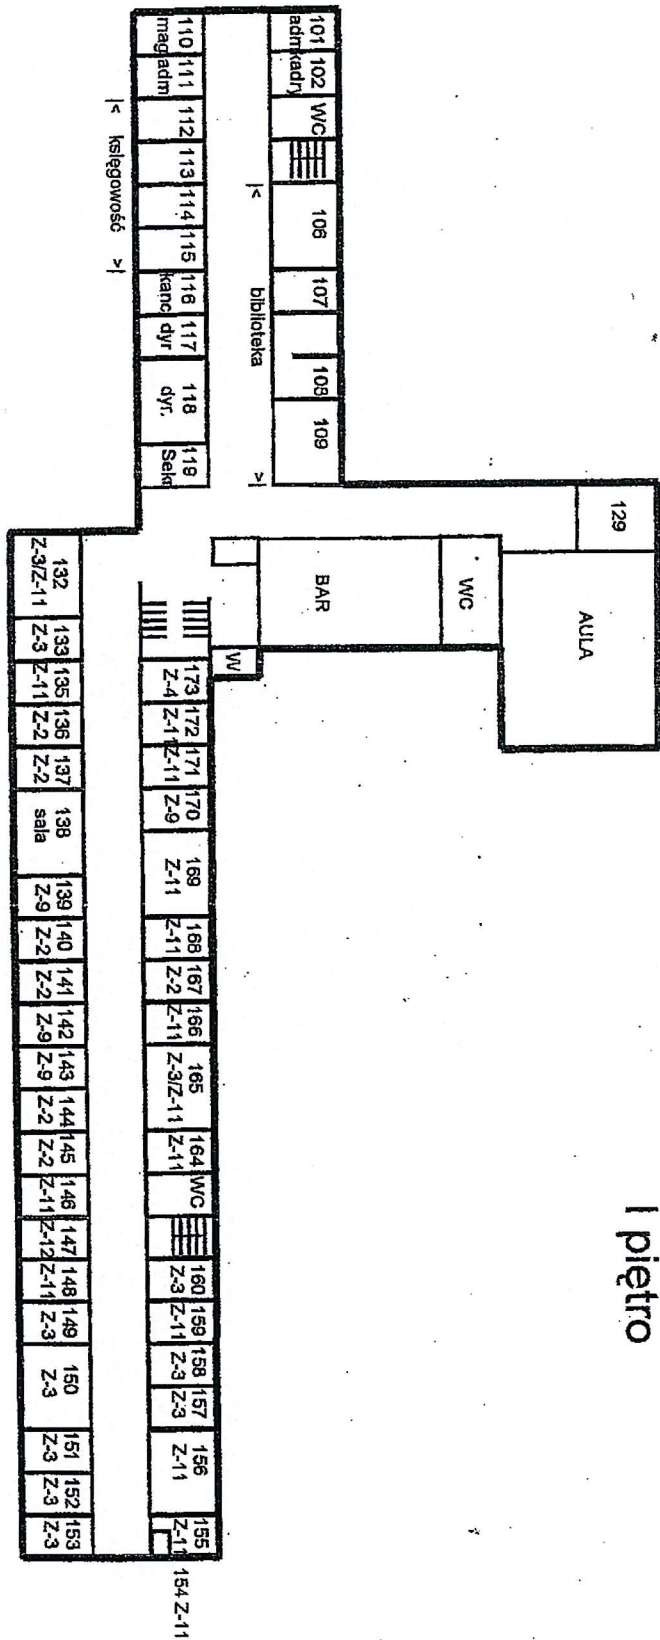 I piętro
129
AULA
WC
BAR
W
101 admkadry
102
WC
106
107
108
109
|< biblioteka >|
110 mag
111 adm
112
113
114
115
116 kanc
117 dyr
118 dyr.
119 Sekr
|< księgowość >|
173 Z-4
172 Z-11
171 Z-11
170 Z-9
169 Z-11
168 Z-11
167 Z-2
166 Z-11
165 Z-3/Z-11
164 Z-11
WC
160 Z-3
159 Z-11
158 Z-3
157 Z-3
156 Z-11
155 Z-11
154 Z-11
132 Z-3/Z-11
133 Z-3
135 Z-11
136 Z-2
137 Z-2
138 sala
139 Z-9
140 Z-2
141 Z-2
142 Z-9
143 Z-9
144 Z-2
145 Z-2
146 Z-11
147 Z-12
148 Z-11
149 Z-3
150 Z-3
151 Z-3
152 Z-3
153 Z-3